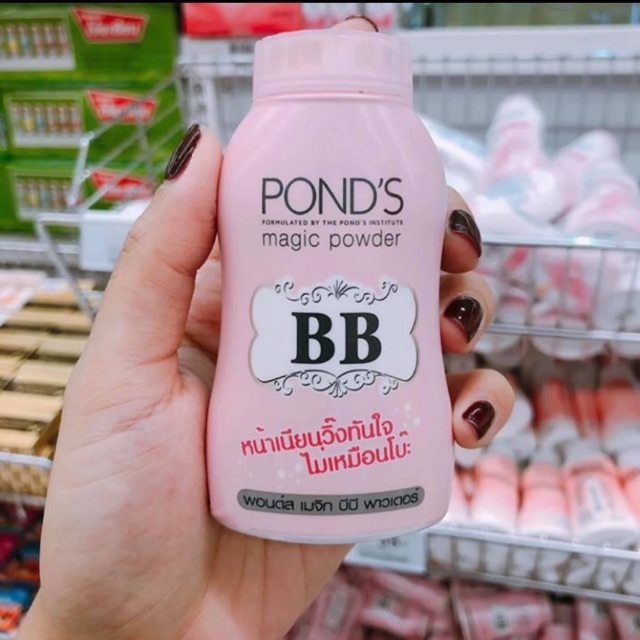 POND'S
FORMULATED BY THE POND'S INSTITUTE
magic powder
BB
หน้าเนียนวิ๊งทันใจ
ไม่เหมือนโบ๊ะ
พอนด์ส เมจิก บีบี พาวเดอร์